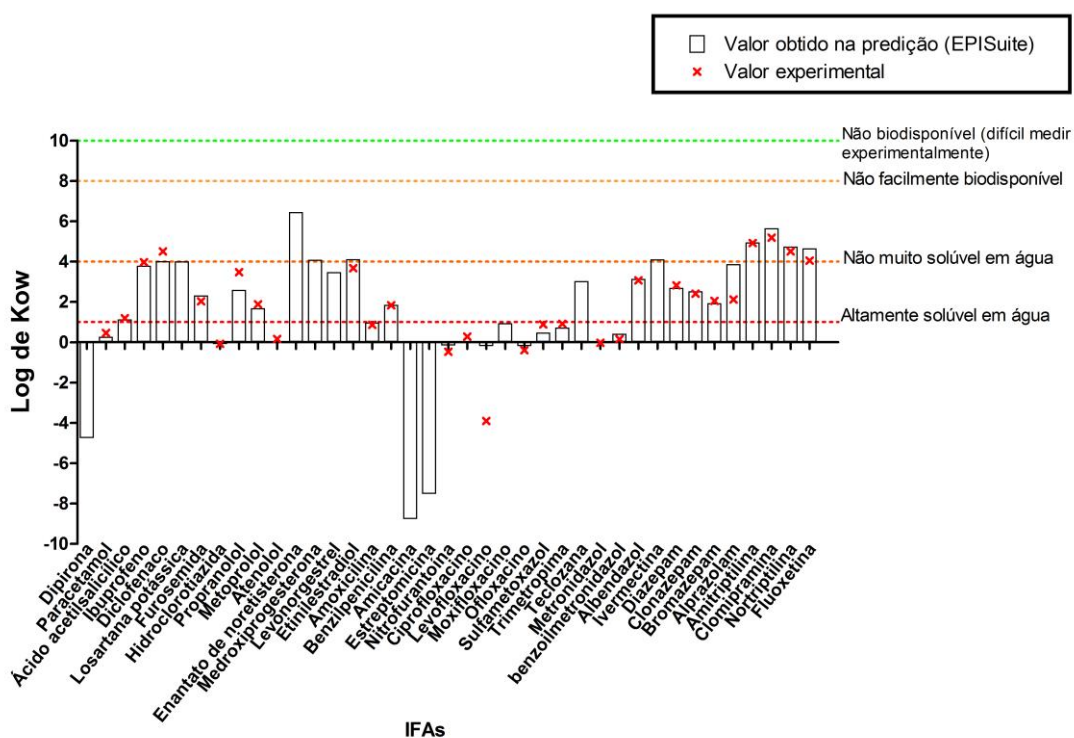 Valor obtido na predição (EPISuite)
Valor experimental
Não biodisponível (difícil medir
experimentalmente)
Não facilmente biodisponível
Não muito solúvel em água
Altamente solúvel em água
Log de Kow
10
8
6
4
2
0
-2
-4
-6
-8
-10
Dipirona
Paracetamol
Ácido acetilsalicílico
Ibuprofeno
Diclofenaco
Losartana potássica
Furosemida
Hidroclorotiazida
Propranolol
Metoprolol
Atenolol
Enantato de noretisterona
Medroxiprogesterona
Levonorgestrel
Etinilestradiol
Amoxicilina
Benzilpenicilina
Amicacina
Estreptomicina
Nitrofurantoína
Ciprofloxacino
Levofloxacino
Moxifloxacino
Ofloxacino
Sulfametoxazol
Trimetropima
Teclozana
Metronidazol
benzoilmetronidazol
Albendazol
Ivermectina
Diazepam
Clonazepam
Bromazepam
Alprazolam
Amitriptilina
Clomipramina
Nortriptilina
Fluoxetina
IFAs